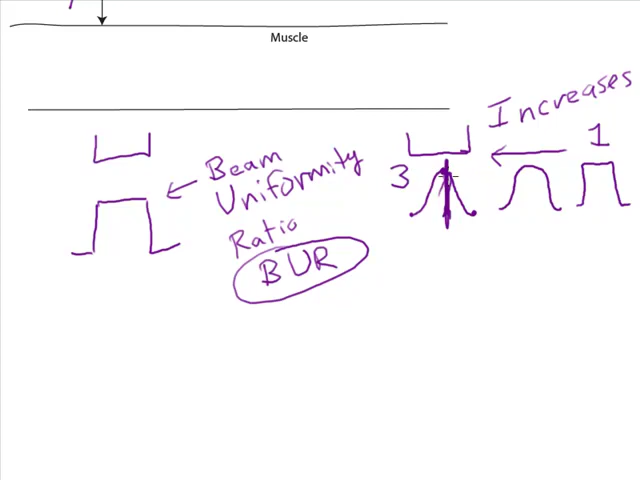 Muscle
Increases
1
3
Beam
Uniformity
Ratio
BUR